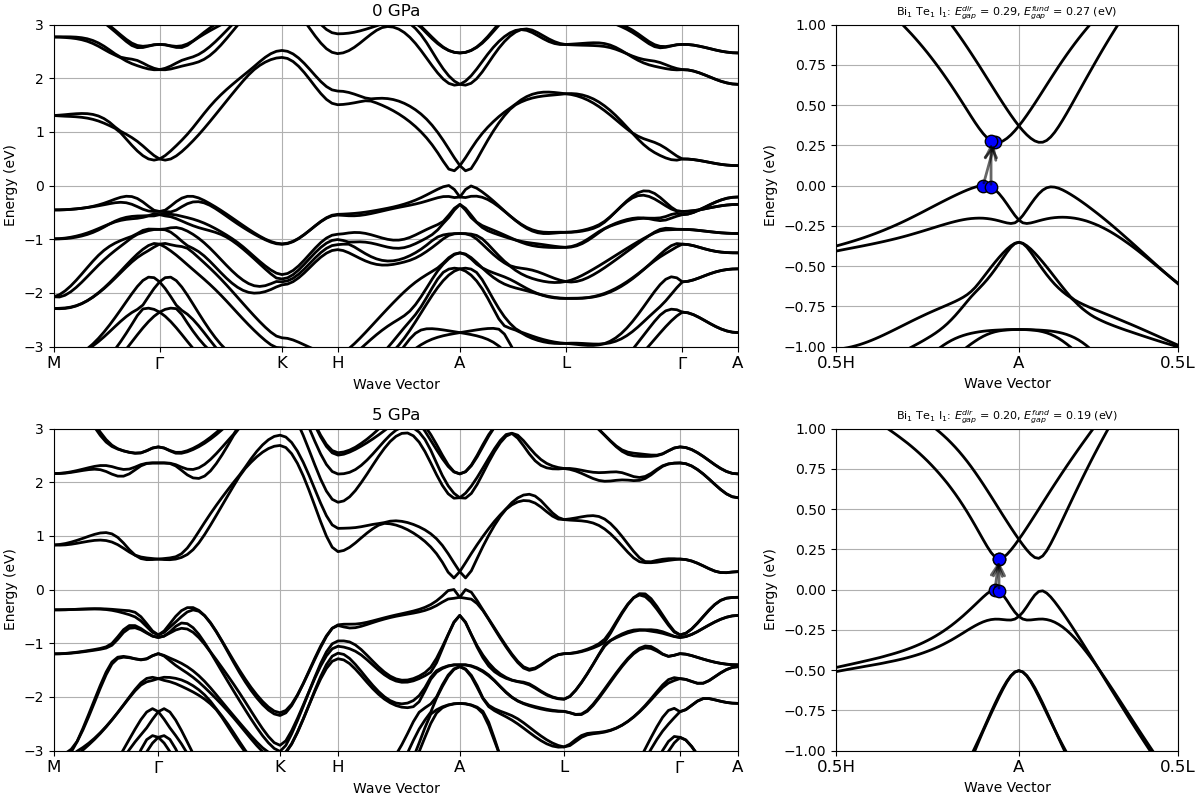 0 GPa
Bi₁ Te₁ I₁: E_gap^dir = 0.29, E_gap^fund = 0.27 (eV)
Energy (eV)
3
2
1
0
−1
−2
−3
M Γ K H A L Γ A
Wave Vector
Energy (eV)
1.00
0.75
0.50
0.25
0.00
−0.25
−0.50
−0.75
−1.00
0.5H A 0.5L
Wave Vector
5 GPa
Bi₁ Te₁ I₁: E_gap^dir = 0.20, E_gap^fund = 0.19 (eV)
Energy (eV)
3
2
1
0
−1
−2
−3
M Γ K H A L Γ A
Wave Vector
Energy (eV)
1.00
0.75
0.50
0.25
0.00
−0.25
−0.50
−0.75
−1.00
0.5H A 0.5L
Wave Vector